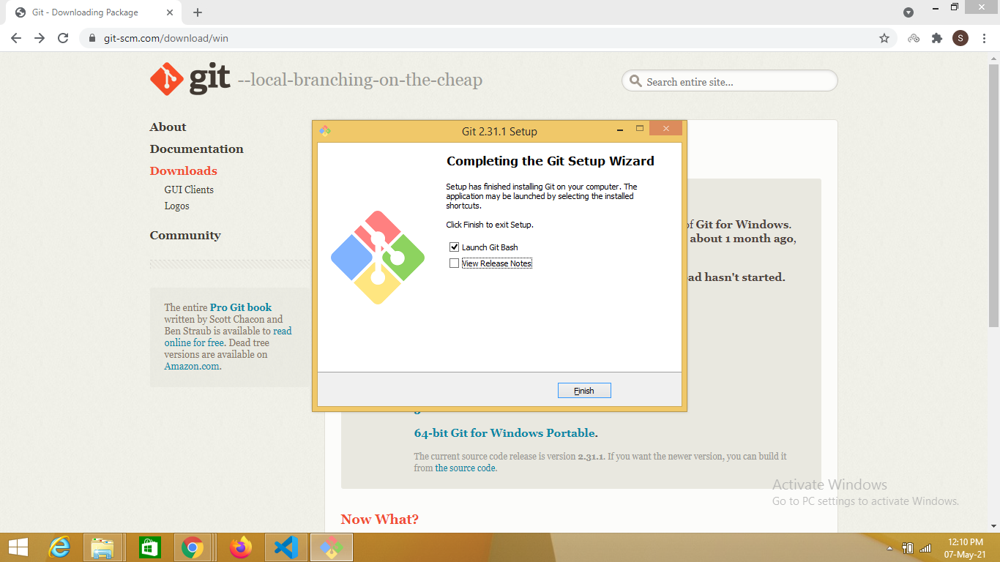 Git - Downloading Package
git-scm.com/download/win
S
git --local-branching-on-the-cheap
Search entire site...
About
Documentation
Downloads
GUI Clients
Logos
Community
The entire Pro Git book
written by Scott Chacon and
Ben Straub is available to read
online for free. Dead tree
versions are available on
Amazon.com.
Git 2.31.1 Setup
Completing the Git Setup Wizard
Setup has finished installing Git on your computer. The
application may be launched by selecting the installed
shortcuts.
Click Finish to exit Setup.
Launch Git Bash
View Release Notes
Finish
of Git for Windows.
about 1 month ago,
hasn't started.
64-bit Git for Windows Portable.
The current source code release is version 2.31.1. If you want the newer version, you can build it
from the source code.
Now What?
Activate Windows
Go to PC settings to activate Windows.
12:10 PM
07-May-21